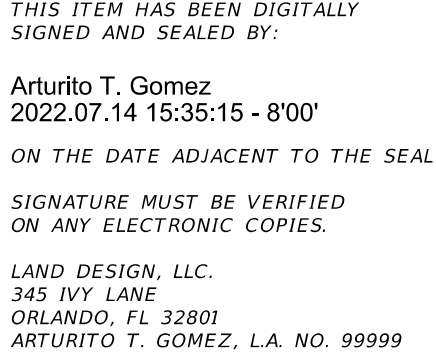 THIS ITEM HAS BEEN DIGITALLY
SIGNED AND SEALED BY:
Arturito T. Gomez
2022.07.14 15:35:15 - 8'00'
ON THE DATE ADJACENT TO THE SEAL
SIGNATURE MUST BE VERIFIED
ON ANY ELECTRONIC COPIES.
LAND DESIGN, LLC.
345 IVY LANE
ORLANDO, FL 32801
ARTURITO T. GOMEZ, L.A. NO. 99999